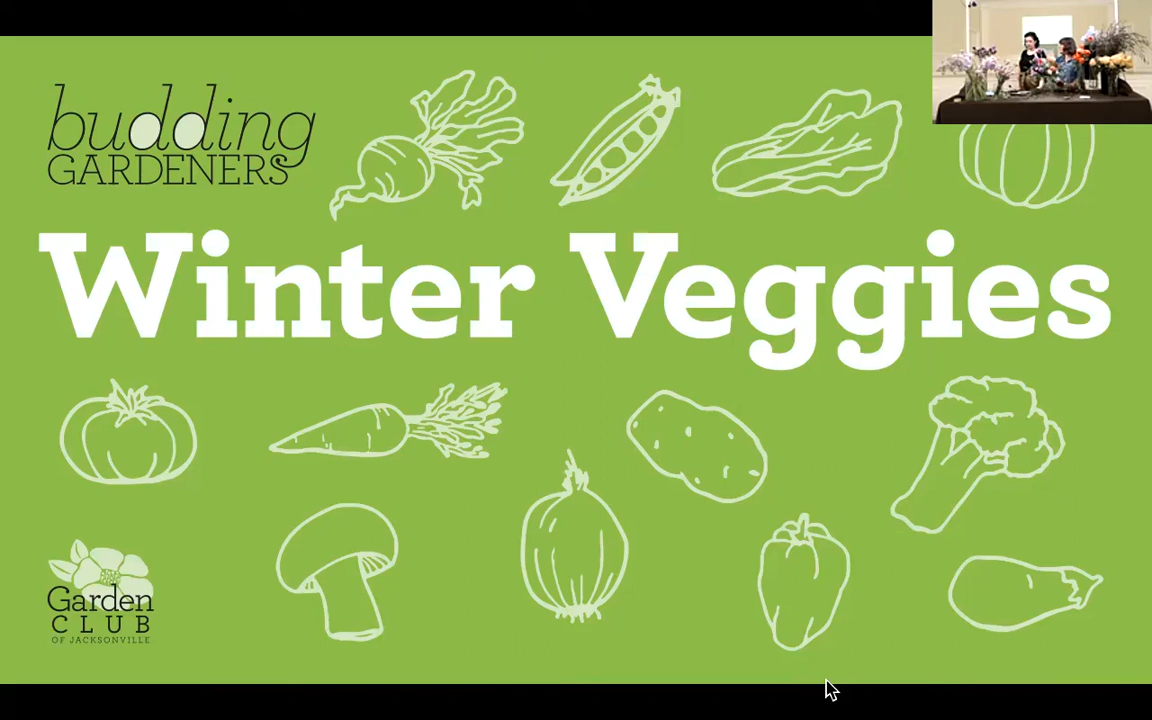 budding
GARDENERS
Winter Veggies
Garden
CLUB
OF JACKSONVILLE